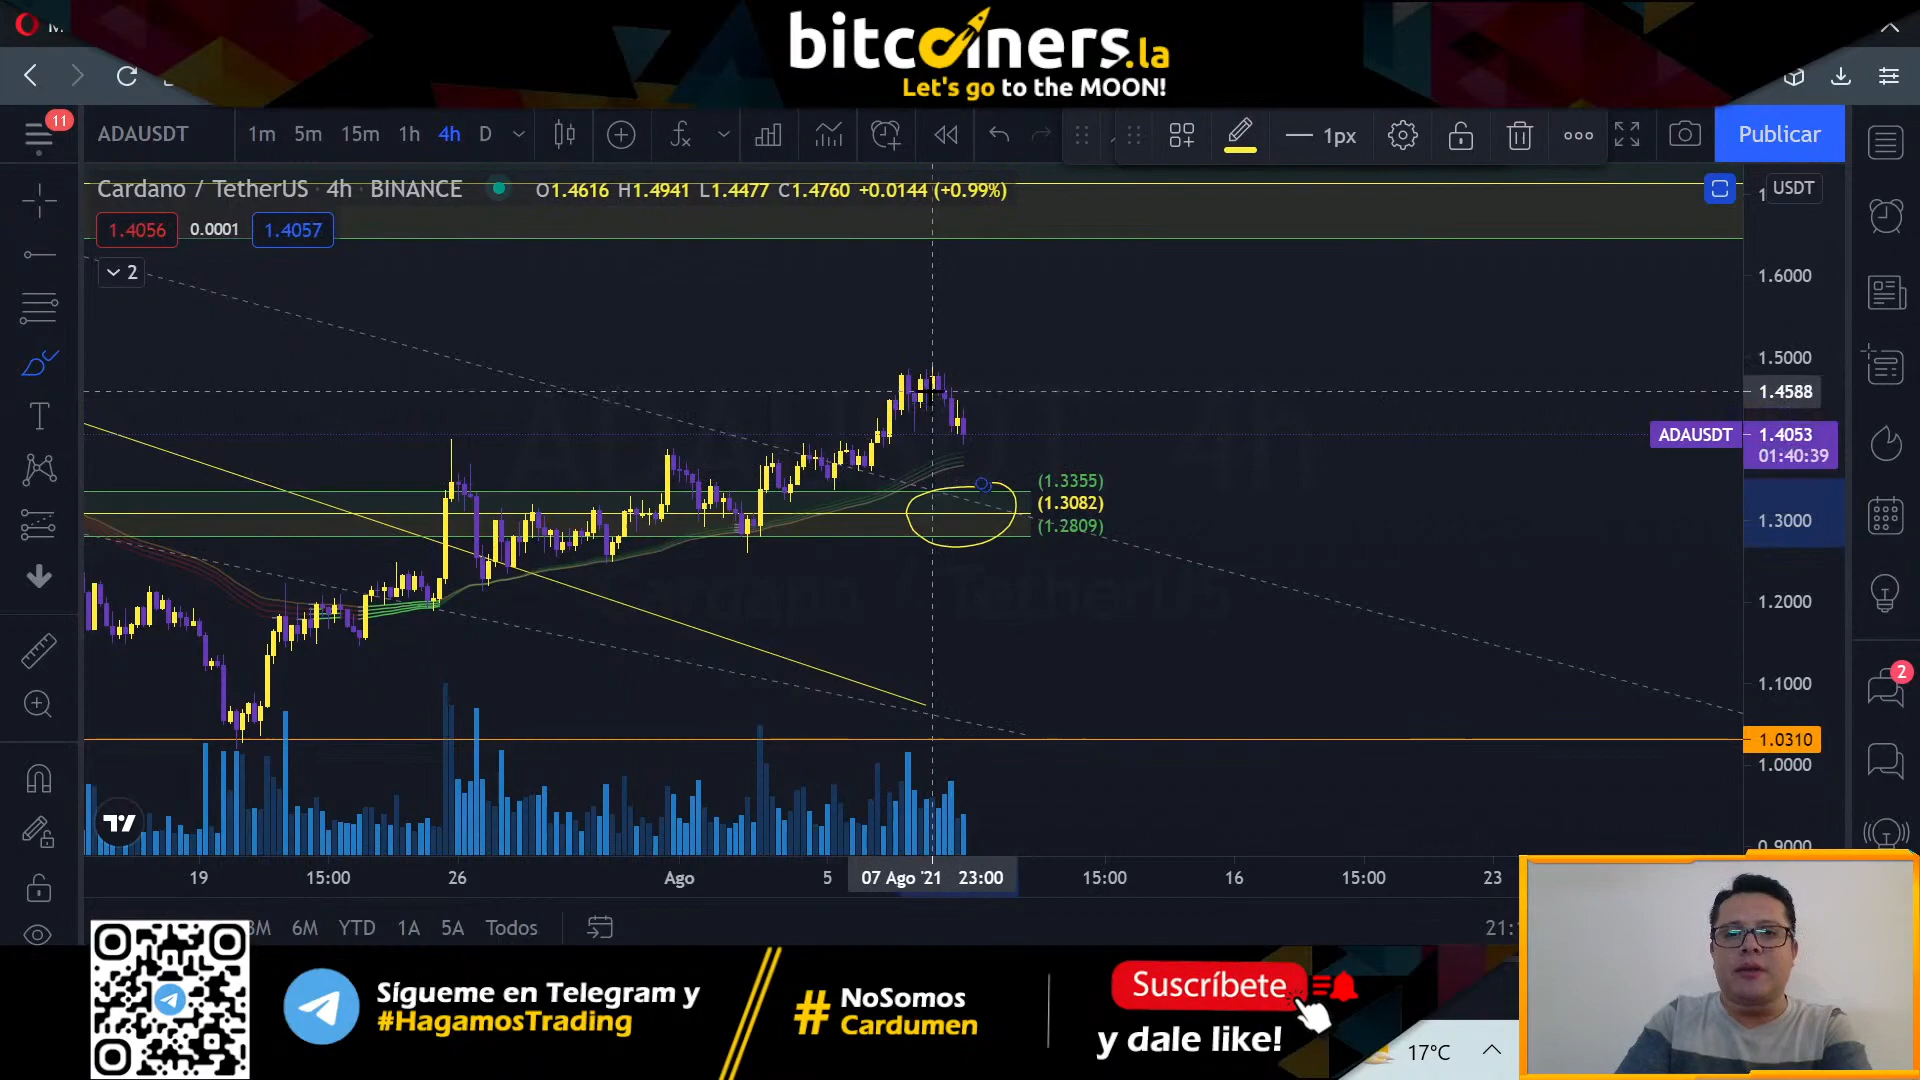 bitcoiners.la
Let's go to the MOON!
11
ADAUSDT
1m 5m 15m 1h 4h D
1px
Publicar
Cardano / TetherUS · 4h · BINANCE
O1.4616 H1.4941 L1.4477 C1.4760 +0.0144 (+0.99%)
USDT
1.4056 0.0001 1.4057
2
1.6000
1.5000
1.4588
ADAUSDT 1.4053
01:40:39
(1.3355)
(1.3082)
(1.2809)
1.3000
1.2000
1.1000
1.0310
1.0000
0.9000
2
19 15:00 26 Ago 5 07 Ago '21 23:00 15:00 16 15:00 23
6M YTD 1A 5A Todos
Sígueme en Telegram y
#HagamosTrading
# NoSomos
Cardumen
Suscríbete
y dale like!
17°C